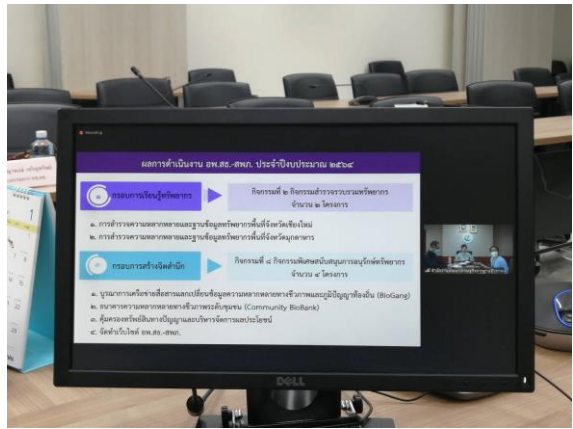 Recording
ผลการดำเนินงาน อพ.สธ.-สพภ. ประจำปีงบประมาณ ๒๕๖๔
๑
กรอบการเรียนรู้ทรัพยากร
กิจกรรมที่ ๒ กิจกรรมสำรวจรวบรวมทรัพยากร
จำนวน ๒ โครงการ
๑. การสำรวจความหลากหลายและฐานข้อมูลทรัพยากรพื้นที่จังหวัดเชียงใหม่
๒. การสำรวจความหลากหลายและฐานข้อมูลทรัพยากรพื้นที่จังหวัดมุกดาหาร
กรอบการสร้างจิตสำนึก
กิจกรรมที่ ๘ กิจกรรมพิเศษสนับสนุนการอนุรักษ์ทรัพยากร
จำนวน ๔ โครงการ
๑. บูรณาการเครือข่ายสื่อสารแลกเปลี่ยนข้อมูลความหลากหลายทางชีวภาพและภูมิปัญญาท้องถิ่น (BioGang)
๒. ธนาคารความหลากหลายทางชีวภาพระดับชุมชน (Community BioBank)
๓. คุ้มครองทรัพย์สินทางปัญญาและบริหารจัดการผลประโยชน์
๔. จัดทำเว็บไซต์ อพ.สธ.-สพภ.
DELL